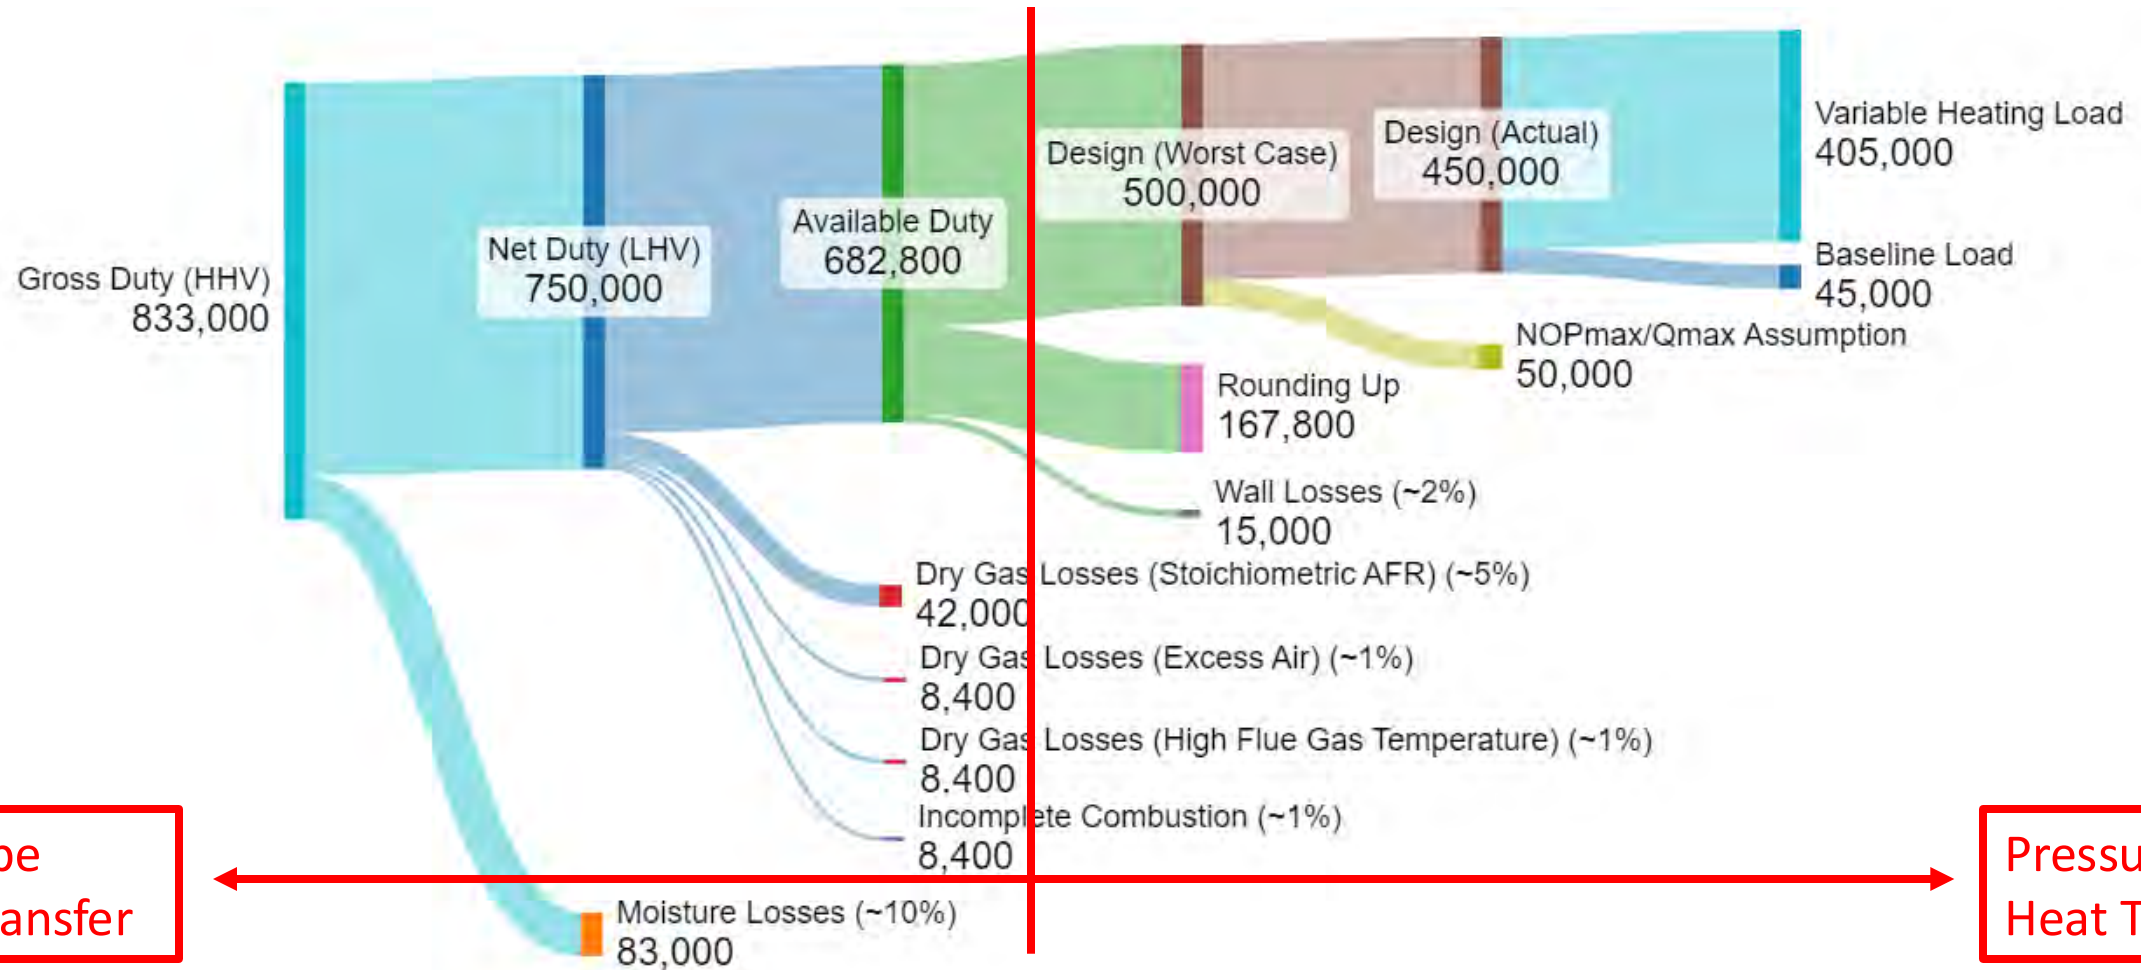 Gross Duty (HHV)
833,000
Net Duty (LHV)
750,000
Available Duty
682,800
Design (Worst Case)
500,000
Design (Actual)
450,000
Variable Heating Load
405,000
Baseline Load
45,000
NOPmax/Qmax Assumption
50,000
Rounding Up
167,800
Wall Losses (~2%)
15,000
Dry Gas Losses (Stoichiometric AFR) (~5%)
42,000
Dry Gas Losses (Excess Air) (~1%)
8,400
Dry Gas Losses (High Flue Gas Temperature) (~1%)
8,400
Incomplete Combustion (~1%)
8,400
Moisture Losses (~10%)
83,000
Heat